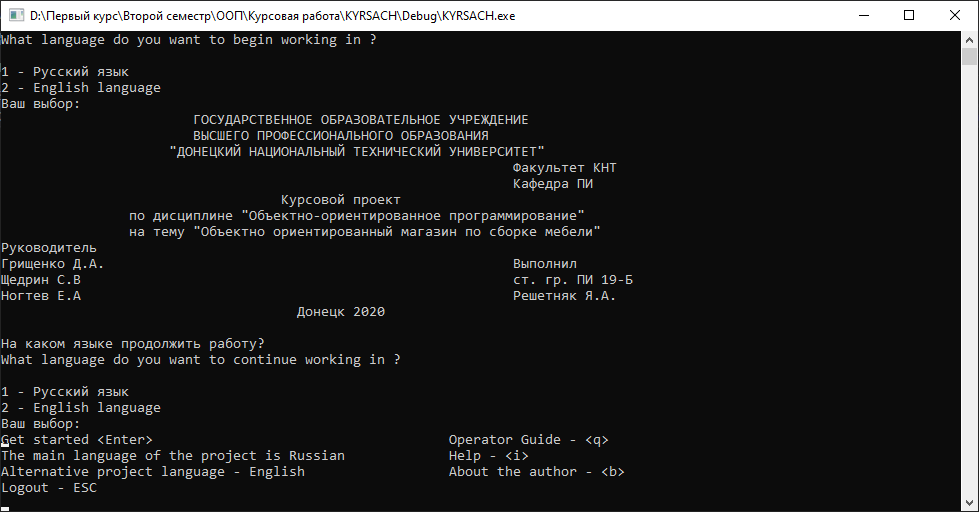 D:\Первый курс\Второй семестр\ООП\Курсовая работа\KYRSACH\Debug\KYRSACH.exe
What language do you want to begin working in ?
1 - Русский язык
2 - English language
Ваш выбор:
ГОСУДАРСТВЕННОЕ ОБРАЗОВАТЕЛЬНОЕ УЧРЕЖДЕНИЕ
ВЫСШЕГО ПРОФЕССИОНАЛЬНОГО ОБРАЗОВАНИЯ
"ДОНЕЦКИЙ НАЦИОНАЛЬНЫЙ ТЕХНИЧЕСКИЙ УНИВЕРСИТЕТ"
Факультет КНТ
Кафедра ПИ
Курсовой проект
по дисциплине "Объектно-ориентированное программирование"
на тему "Объектно ориентированный магазин по сборке мебели"
Руководитель
Грищенко Д.А. Выполнил
Щедрин С.В ст. гр. ПИ 19-Б
Ногтев Е.А Решетняк Я.А.
Донецк 2020
На каком языке продолжить работу?
What language do you want to continue working in ?
1 - Русский язык
2 - English language
Ваш выбор:
Get started <Enter> Operator Guide - <q>
The main language of the project is Russian Help - <i>
Alternative project language - English About the author - <b>
Logout - ESC